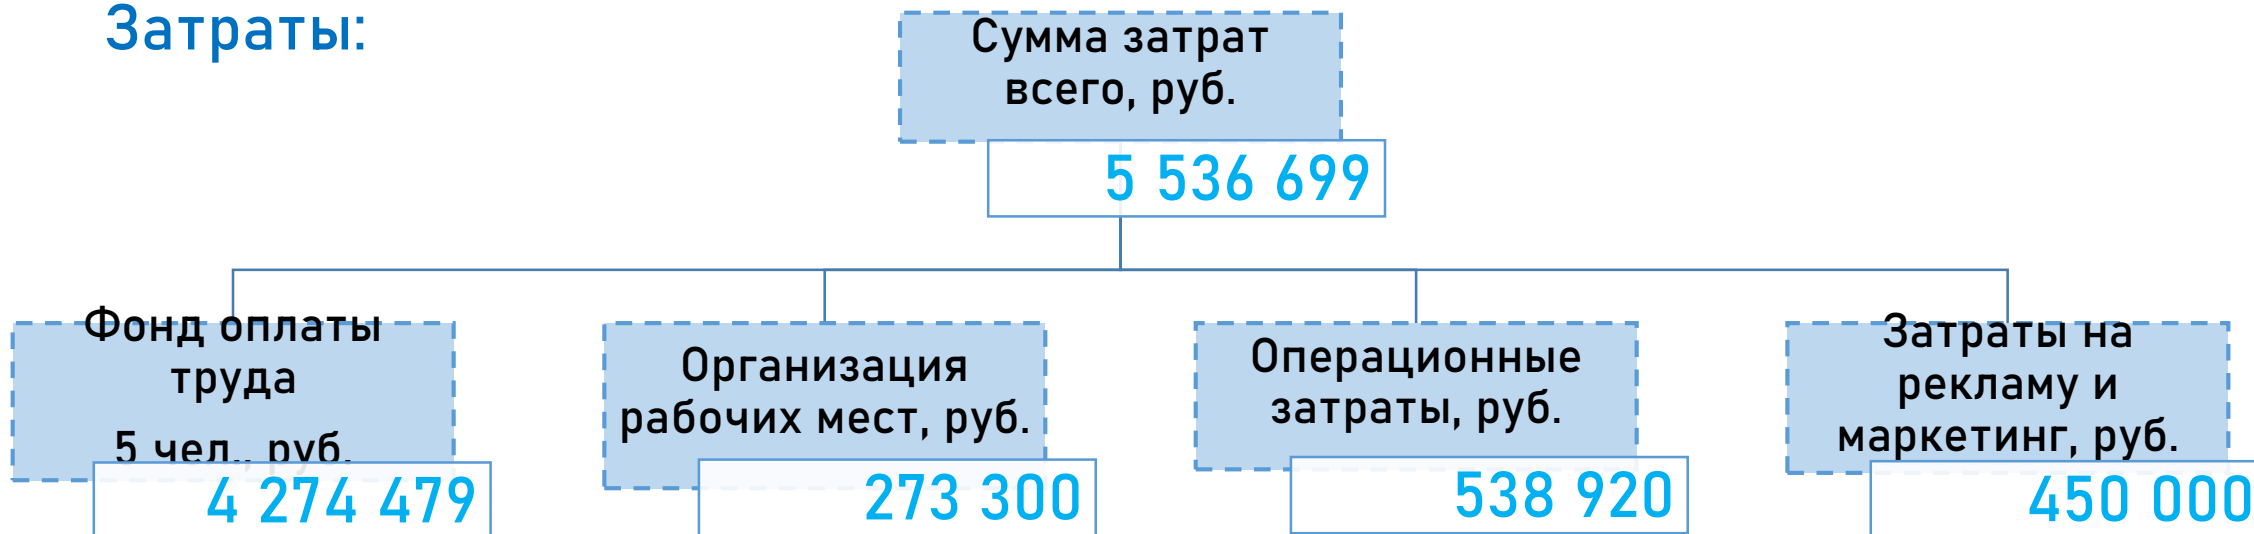 Затраты:
Сумма затрат
всего, руб.
5 536 699
Фонд оплаты
труда
5 чел., руб.
4 274 479
Организация
рабочих мест, руб.
273 300
Операционные
затраты, руб.
538 920
Затраты на
рекламу и
маркетинг, руб.
450 000